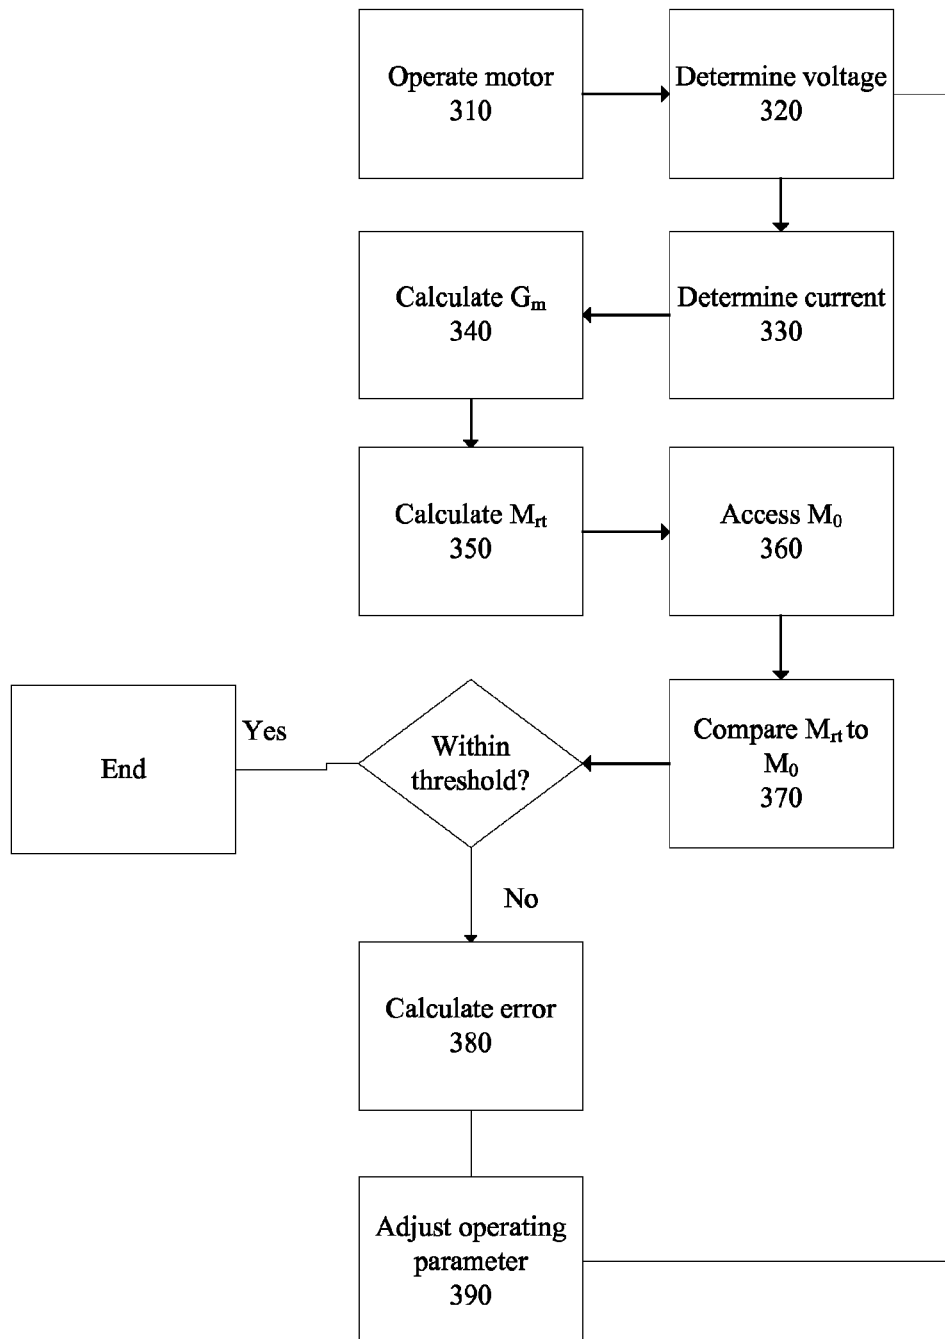 Operate motor
310
Determine voltage
320
Calculate Gm
340
Determine current
330
Calculate Mrt
350
Access M0
360
End
Yes
Within
threshold?
Compare Mrt to
M0
370
No
Calculate error
380
Adjust operating
parameter
390